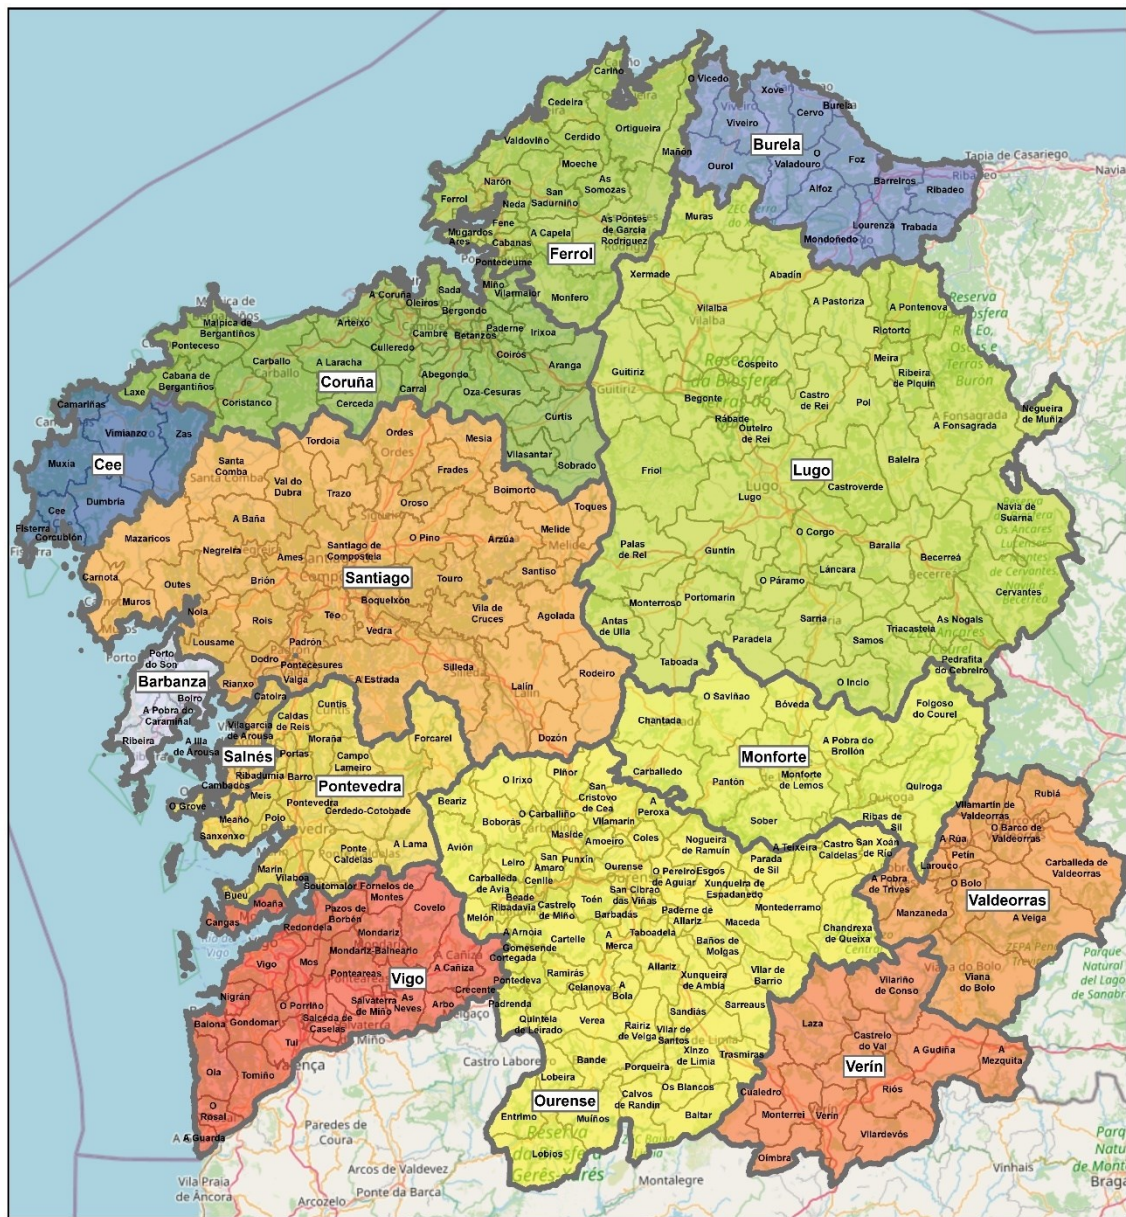 Cariño
O Vicedo
Xove
Burela
Cedeira
Cervo
Viveiro
Ortigueira
Cerdido
Valdoviño
Burela
Mañón
O
Valadouro
Foz
Ourol
Moeche
Tapia de Casariego
Navia
Narón
As
Somozas
Alfoz
Barreiros
Ribadeo
Ferrol
Neda
San
Sadurniño
Muras
Fene
As Pontes
de García
Rodríguez
Lourenza
Trabada
Mugardos
Ares
A Capela
Cabanas
Mondoñedo
Ferrol
Pontedeume
Xermade
Abadín
Miño
Sada
Vilarmaior
Monfero
A Coruña
Oleiros
Bergondo
A Pastoriza
A Pontenova
Vilalba
Malpica de
Bergantiños
Arteixo
Paderne
Irixoa
Riotorto
Ponteceso
Cambre
Betanzos
Culleredo
Coirós
Meira
Carballo
A Laracha
Aranga
Guitiriz
Cospeito
Ribeira
de Piquín
Cabana de
Bergantiños
Abegondo
Coruña
Laxe
Carral
Oza-Cesuras
Begonte
Castro
de Rei
Pol
Camariñas
Coristanco
Cerceda
Curtis
Negueira
de Muñiz
Rábade
Outeiro
de Rei
A Fonsagrada
Vimianzo
Zas
Tordoia
Ordes
Mesia
Vilasantar
Muxia
Cee
Santa
Comba
Frades
Sobrado
Friol
Lugo
Baleira
Val do
Dubra
Trazo
Boimorto
Castroverde
Dumbría
Oroso
Toques
Lugo
Cee
Navia de
Suarna
A Baña
Fisterra
Corcublón
Mazaricos
Santiago de
Compostela
O Pino
Arzúa
Melide
O Corgo
Negreira
Ames
Palas
de Rei
Guntín
Baralla
Becerreá
Santiago
Santiso
Láncara
Carnota
Outes
Brión
Touro
O Páramo
Muros
Boqueixón
Monterroso
Portomarín
Cervantes
Nola
Rois
Teo
Vila de
Cruces
Agolada
Antas
de Ulla
Sarria
As Nogais
Lousame
Vedra
Triacastela
Padrón
Paradela
Samos
Porto
do Son
Dodro
Pontecesures
Silleda
Taboada
Pedrafita
do Cebreiro
Valga
Barbanza
Rianxo
A Estrada
Lalín
Rodeiro
O Incio
Boiro
Catoira
O Saviñao
Bóveda
Folgoso
do Courel
A Pobra do
Caramiñal
Cuntis
Vilagarcía
de Arousa
Caldas
de Reis
Chantada
Ribeira
A Illa
de Arousa
Moraña
Forcarei
Dozón
A Pobra do
Brollón
Salnés
Portas
Campo
Lameiro
Monforte
Ribadumia
Barro
Piñor
Carballedo
Monforte
de Lemos
Cambados
Pontevedra
O Irixo
Pantón
Quiroga
Rubiá
Meis
San
Cristovo
de Cea
O Grove
Pontevedra
Beariz
A
Peroxa
Vilamartín de
Valdeorras
Meaño
Poio
Cerdedo-Cotobade
O Carballiño
Vilamarín
Sober
Ribas de
Sil
Sanxenxo
Boborás
Maside
Coles
O Barco de
Valdeorras
A Lama
Amoeiro
Nogueira
de Ramuín
A Teixeira
Castro
Caldelas
San Xoán
de Río
A Rúa
Ponte
Caldelas
Avión
San
Amaro
Punxín
Petín
Marín
Leiro
Ourense
Parada
de Sil
Larouco
Carballeda de
Valdeorras
Vilaboa
Carballeda
de Avia
Cenlle
O Pereiro
de Aguiar
Esgos
A Pobra
de Trives
O Bolo
Bueu
Soutomaior
Fornelos de
Montes
San Cibrao
das Viñas
Xunqueira de
Espadanedo
Valdeorras
Moaña
Beade
Toén
Pazos de
Borbén
Covelo
Ribadavia
Castrelo
de Miño
Barbadás
Paderne de
Allariz
Montederramo
Manzaneda
Cangas
Redondela
Melón
Maceda
A Veiga
Mondariz
A Arnoia
Taboadela
Chandrexa
de Queixa
Mondariz-Balneario
Gomesende
Cortegada
Cartelle
A
Merca
Baños de
Molgas
Vigo
Mos
Ponteareas
A Cañiza
Allariz
Vilar de
Barrio
Viana
do Bolo
Vigo
Pontedeva
Ramirás
Celanova
A
Bola
Xunqueira
de Ambía
Vilariño
de Conso
Nigrán
O Porriño
Salvaterra
de Miño
As
Neves
Arbo
Crecente
Padrenda
Sarreaus
Baiona
Gondomar
Salceda de
Caselas
Quintela
de Leirado
Verea
Sandiás
Laza
Tui
Rairiz
de Veiga
Vilar de
Santos
Castrelo
do Val
Castro Laboreiro
Xinzo
de Limia
Trasmiras
A Gudiña
A
Mezquita
Oia
Tomiño
Bande
Porqueira
Verín
Lobeira
Os Blancos
Cualedro
Riós
O
Rosal
Ourense
Calvos
de Randín
Monterrei
Verín
Entrimo
Muíños
Baltar
Vilardevós
A Guarda
Paredes de
Coura
Lobios
Oímbra
Vila Praia
de Âncora
Arcos de Valdevez
Ponte da Barca
Arcozelo
Montalegre
Vinhais